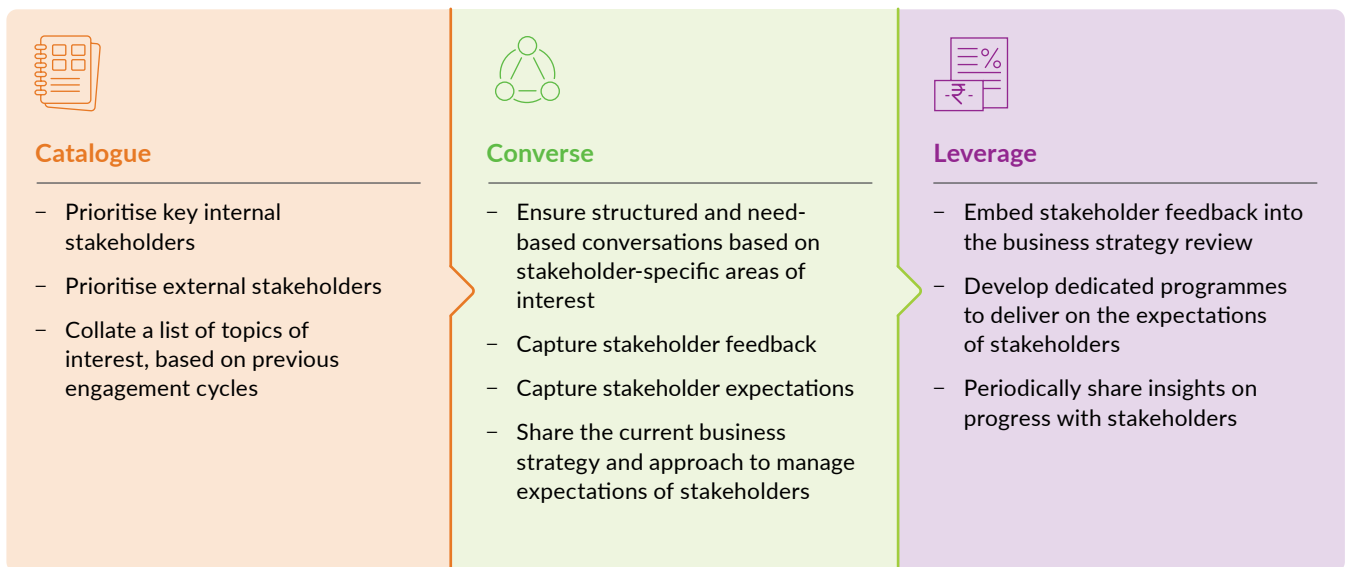 Catalogue
– Prioritise key internal
stakeholders
– Prioritise external stakeholders
– Collate a list of topics of
interest, based on previous
engagement cycles
Converse
– Ensure structured and need-
based conversations based on
stakeholder-specific areas of
interest
– Capture stakeholder feedback
– Capture stakeholder expectations
– Share the current business
strategy and approach to manage
expectations of stakeholders
%
-₹-
Leverage
– Embed stakeholder feedback into
the business strategy review
– Develop dedicated programmes
to deliver on the expectations
of stakeholders
– Periodically share insights on
progress with stakeholders